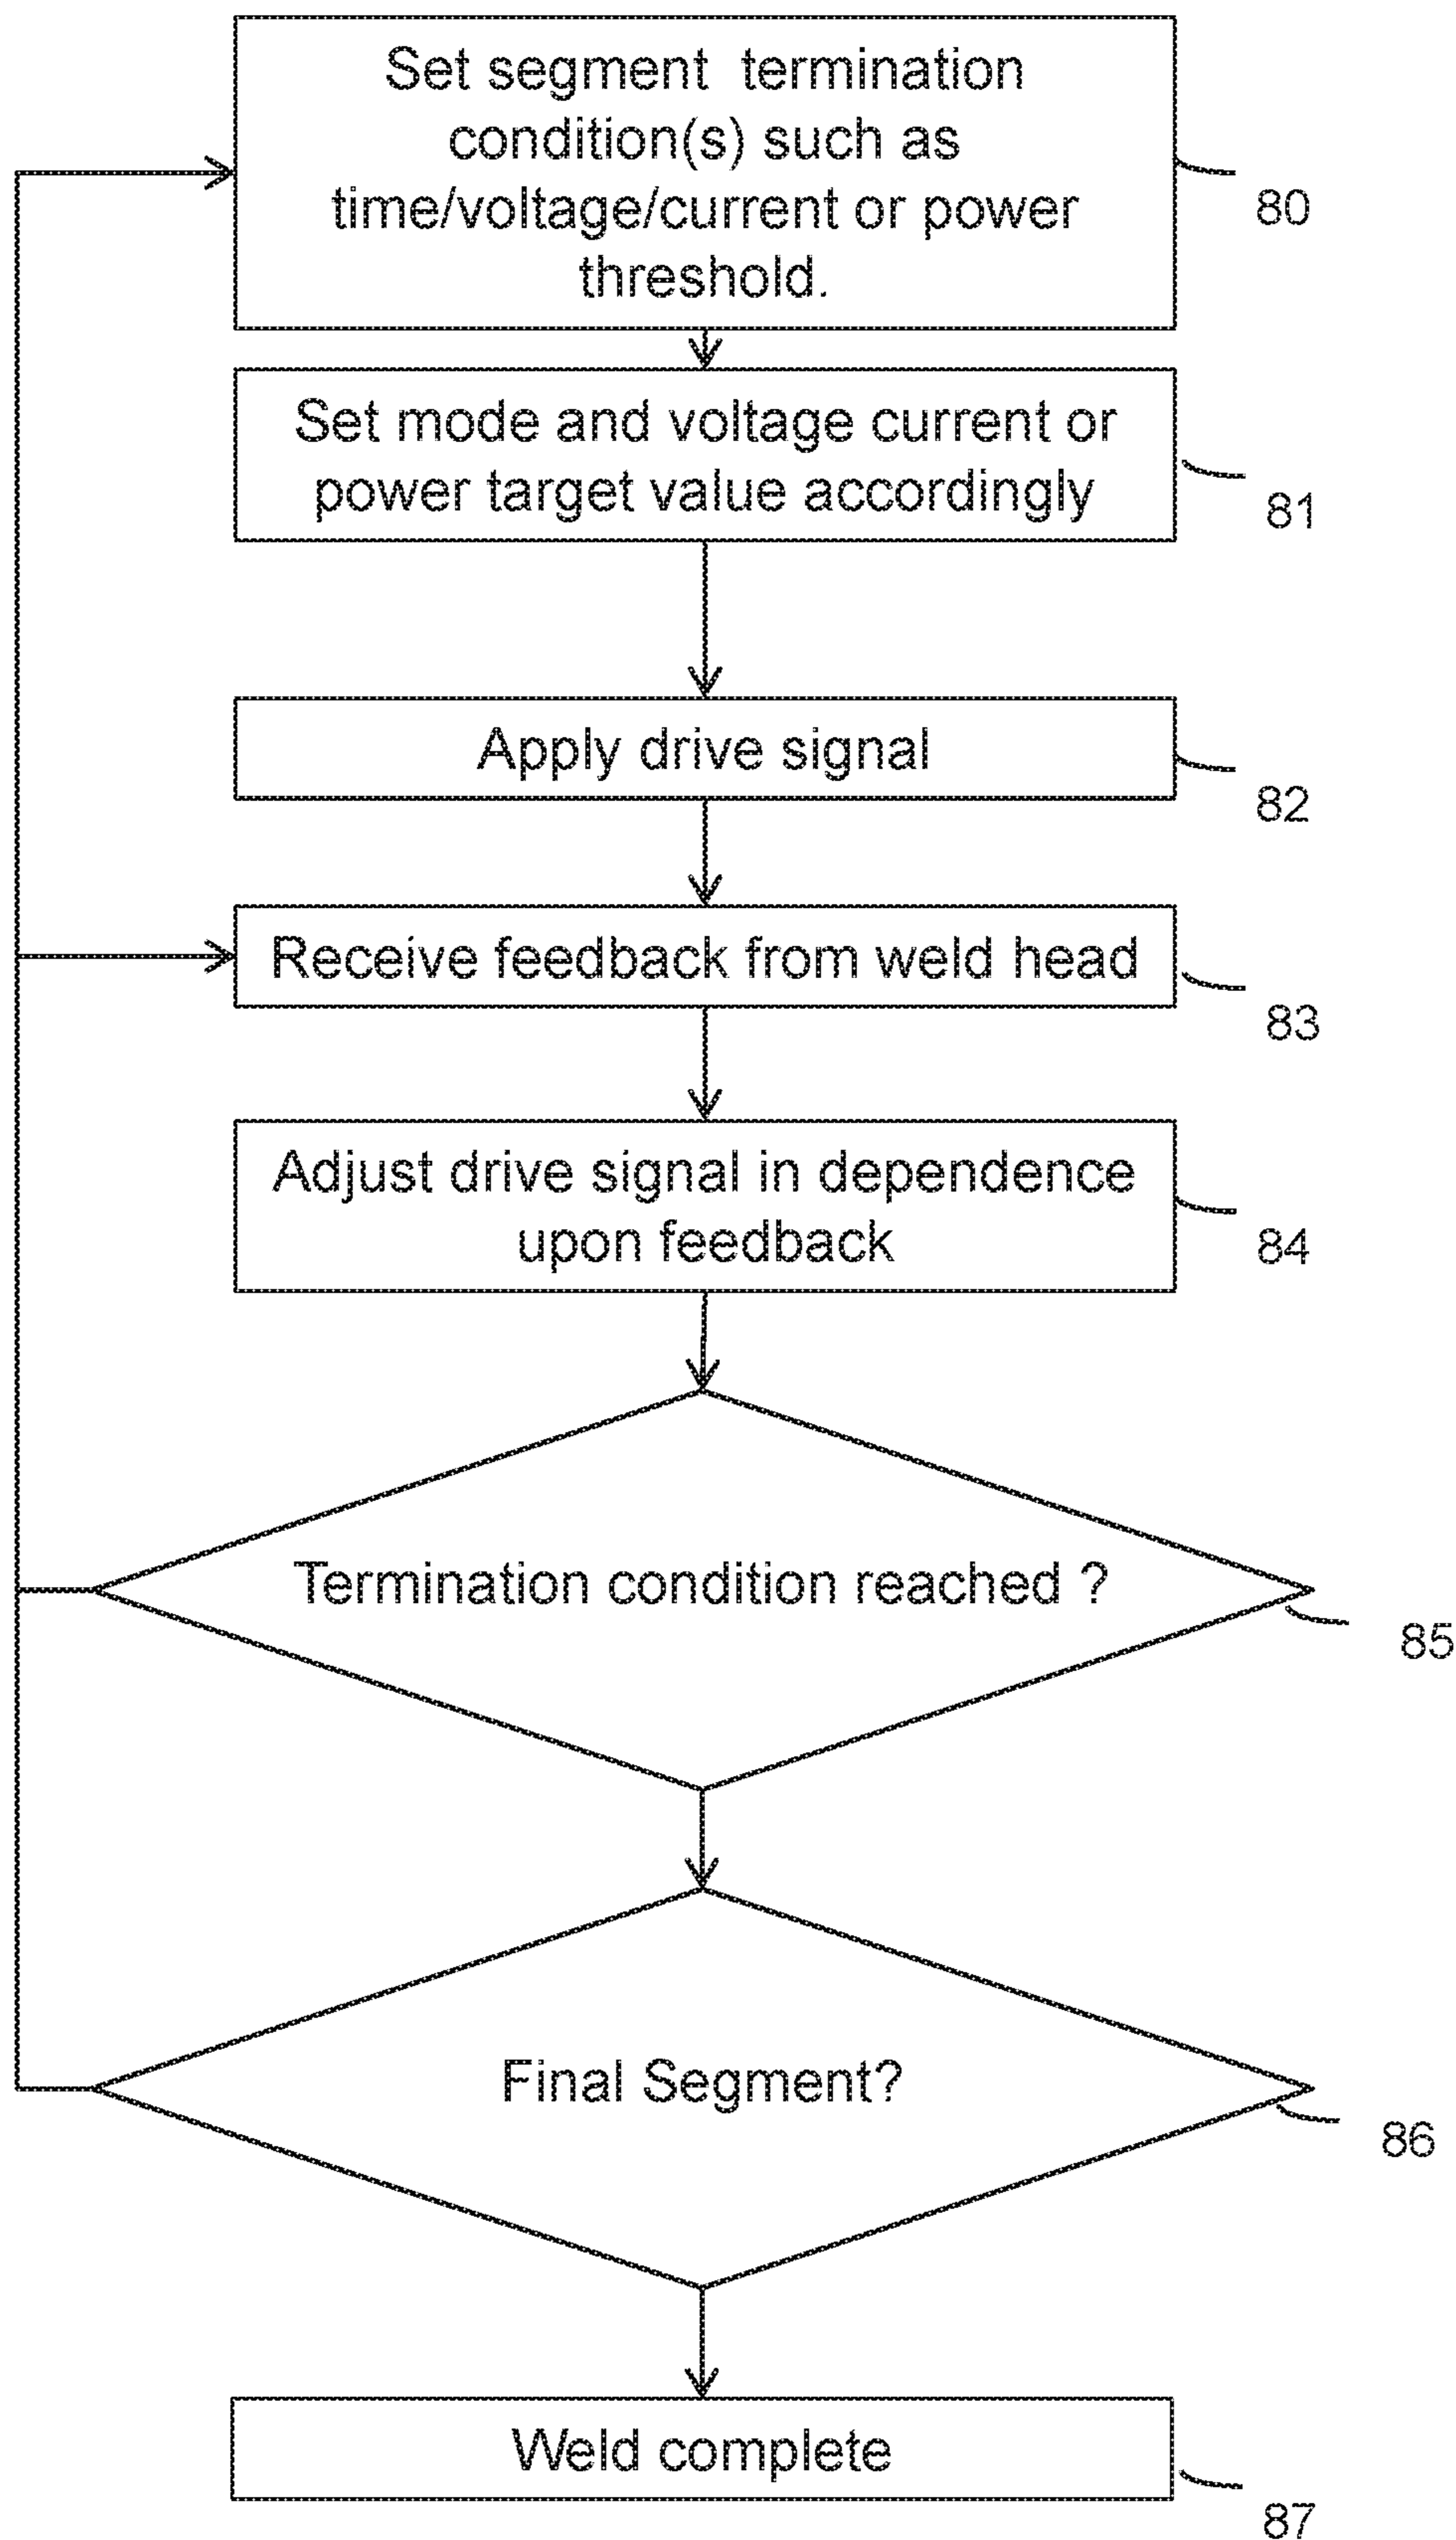 Set segment termination
condition(s) such as
time/voltage/current or power
threshold.
80
Set mode and voltage current or
power target value accordingly
81
Apply drive signal
82
Receive feedback from weld head
83
Adjust drive signal in dependence
upon feedback
84
Termination condition reached ?
85
Final Segment?
86
Weld complete
87